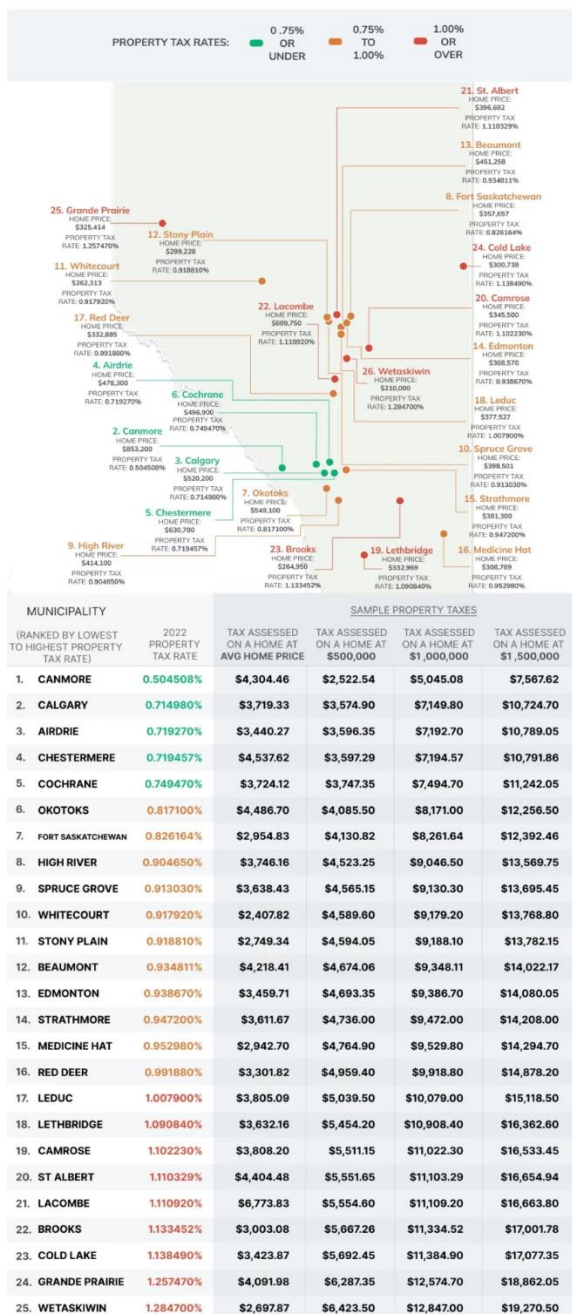 PROPERTY TAX RATES:
0 .75%
OR
UNDER
0.75%
TO
1.00%
1.00%
OR
OVER
21. St. Albert
HOME PRICE:
$396,682
PROPERTY TAX
RATE: 1.110329%
13. Beaumont
HOME PRICE:
$451,258
PROPERTY TAX
RATE: 0.934811%
8. Fort Saskatchewan
HOME PRICE:
$357,657
PROPERTY TAX
RATE: 0.826164%
25. Grande Prairie
HOME PRICE:
$325,414
PROPERTY TAX
RATE: 1.257470%
12. Stony Plain
HOME PRICE:
$299,228
PROPERTY TAX
RATE: 0.918810%
24. Cold Lake
HOME PRICE:
$300,738
PROPERTY TAX
RATE: 1.138490%
11. Whitecourt
HOME PRICE:
$262,313
PROPERTY TAX
RATE: 0.917920%
22. Lacombe
HOME PRICE:
$609,750
PROPERTY TAX
RATE: 1.110920%
20. Camrose
HOME PRICE:
$345,500
PROPERTY TAX
RATE: 1.102230%
17. Red Deer
HOME PRICE:
$332,885
PROPERTY TAX
RATE: 0.991880%
14. Edmonton
HOME PRICE:
$368,576
PROPERTY TAX
RATE: 0.938670%
4. Airdrie
HOME PRICE:
$478,300
PROPERTY TAX
RATE: 0.719270%
26. Wetaskiwin
HOME PRICE:
$210,000
PROPERTY TAX
RATE: 1.284700%
6. Cochrane
HOME PRICE:
$496,900
PROPERTY TAX
RATE: 0.749470%
18. Leduc
HOME PRICE:
$377,527
PROPERTY TAX
RATE: 1.007900%
2. Canmore
HOME PRICE:
$853,200
PROPERTY TAX
RATE: 0.504508%
10. Spruce Grove
HOME PRICE:
$398,501
PROPERTY TAX
RATE: 0.913030%
3. Calgary
HOME PRICE:
$520,200
PROPERTY TAX
RATE: 0.714980%
7. Okotoks
HOME PRICE:
$549,100
PROPERTY TAX
RATE: 0.817100%
15. Strathmore
HOME PRICE:
$381,300
PROPERTY TAX
RATE: 0.947200%
5. Chestermere
HOME PRICE:
$630,700
PROPERTY TAX
RATE: 0.719457%
9. High River
HOME PRICE:
$414,100
PROPERTY TAX
RATE: 0.904650%
23. Brooks
HOME PRICE:
$264,950
PROPERTY TAX
RATE: 1.133452%
19. Lethbridge
HOME PRICE:
$332,969
PROPERTY TAX
RATE: 1.090840%
16. Medicine Hat
HOME PRICE:
$308,789
PROPERTY TAX
RATE: 0.952980%
MUNICIPALITY
(RANKED BY LOWEST
TO HIGHEST PROPERTY
TAX RATE)
2022
PROPERTY
TAX RATE
SAMPLE PROPERTY TAXES
TAX ASSESSED
ON A HOME AT
AVG HOME PRICE
TAX ASSESSED
ON A HOME AT
$500,000
TAX ASSESSED
ON A HOME AT
$1,000,000
TAX ASSESSED
ON A HOME AT
$1,500,000
1. CANMORE 0.504508% $4,304.46 $2,522.54 $5,045.08 $7,567.62
2. CALGARY 0.714980% $3,719.33 $3,574.90 $7,149.80 $10,724.70
3. AIRDRIE 0.719270% $3,440.27 $3,596.35 $7,192.70 $10,789.05
4. CHESTERMERE 0.719457% $4,537.62 $3,597.29 $7,194.57 $10,791.86
5. COCHRANE 0.749470% $3,724.12 $3,747.35 $7,494.70 $11,242.05
6. OKOTOKS 0.817100% $4,486.70 $4,085.50 $8,171.00 $12,256.50
7. FORT SASKATCHEWAN 0.826164% $2,954.83 $4,130.82 $8,261.64 $12,392.46
8. HIGH RIVER 0.904650% $3,746.16 $4,523.25 $9,046.50 $13,569.75
9. SPRUCE GROVE 0.913030% $3,638.43 $4,565.15 $9,130.30 $13,695.45
10. WHITECOURT 0.917920% $2,407.82 $4,589.60 $9,179.20 $13,768.80
11. STONY PLAIN 0.918810% $2,749.34 $4,594.05 $9,188.10 $13,782.15
12. BEAUMONT 0.934811% $4,218.41 $4,674.06 $9,348.11 $14,022.17
13. EDMONTON 0.938670% $3,459.71 $4,693.35 $9,386.70 $14,080.05
14. STRATHMORE 0.947200% $3,611.67 $4,736.00 $9,472.00 $14,208.00
15. MEDICINE HAT 0.952980% $2,942.70 $4,764.90 $9,529.80 $14,294.70
16. RED DEER 0.991880% $3,301.82 $4,959.40 $9,918.80 $14,878.20
17. LEDUC 1.007900% $3,805.09 $5,039.50 $10,079.00 $15,118.50
18. LETHBRIDGE 1.090840% $3,632.16 $5,454.20 $10,908.40 $16,362.60
19. CAMROSE 1.102230% $3,808.20 $5,511.15 $11,022.30 $16,533.45
20. ST ALBERT 1.110329% $4,404.48 $5,551.65 $11,103.29 $16,654.94
21. LACOMBE 1.110920% $6,773.83 $5,554.60 $11,109.20 $16,663.80
22. BROOKS 1.133452% $3,003.08 $5,667.26 $11,334.52 $17,001.78
23. COLD LAKE 1.138490% $3,423.87 $5,692.45 $11,384.90 $17,077.35
24. GRANDE PRAIRIE 1.257470% $4,091.98 $6,287.35 $12,574.70 $18,862.05
25. WETASKIWIN 1.284700% $2,697.87 $6,423.50 $12,847.00 $19,270.50